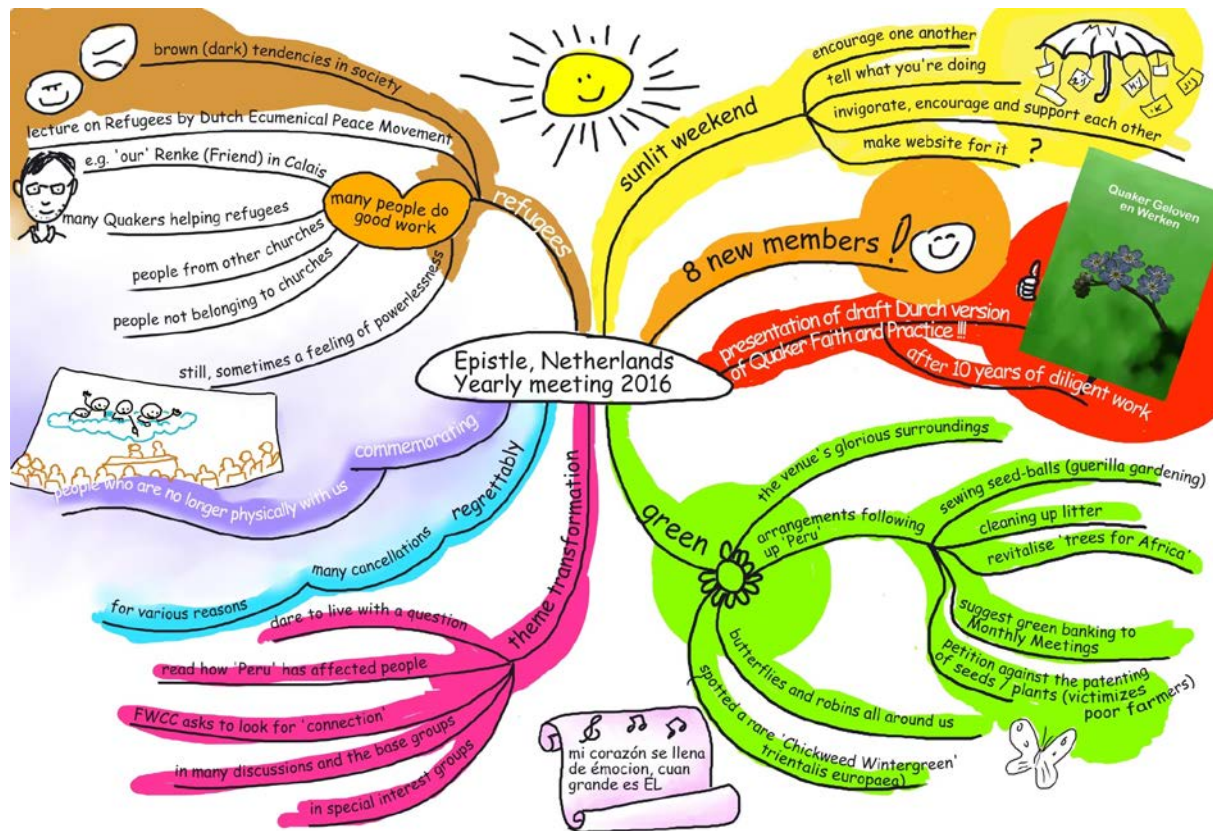 Epistle, Netherlands
Yearly meeting 2016
sunlit weekend
encourage one another
tell what you're doing
invigorate, encourage and support each other
make website for it ?
8 new members !
presentation of draft Durch version
of Quaker Faith and Practice !!!
after 10 years of diligent work
Quaker Geloven
en Werken
green
the venue's glorious surroundings
arrangements following
up 'Peru'
sewing seed-balls (guerilla gardening)
cleaning up litter
revitalise 'trees for Africa'
suggest green banking to
Monthly Meetings
petition against the patenting
of seeds / plants (victimizes
poor farmers)
butterflies and robins all around us
spotted a rare 'Chickweed Wintergreen'
trientalis europaea)
theme transformation
dare to live with a question
read how 'Peru' has affected people
FWCC asks to look for 'connection'
in many discussions and the base groups
in special interest groups
mi corazón se llena
de émocion, cuan
grande es EL
regrettably
many cancellations
for various reasons
commemorating
people who are no longer physically with us
refugees
brown (dark) tendencies in society
lecture on Refugees by Dutch Ecumenical Peace Movement
many people do
good work
e.g. 'our' Renke (Friend) in Calais
many Quakers helping refugees
people from other churches
people not belonging to churches
still, sometimes a feeling of powerlessness